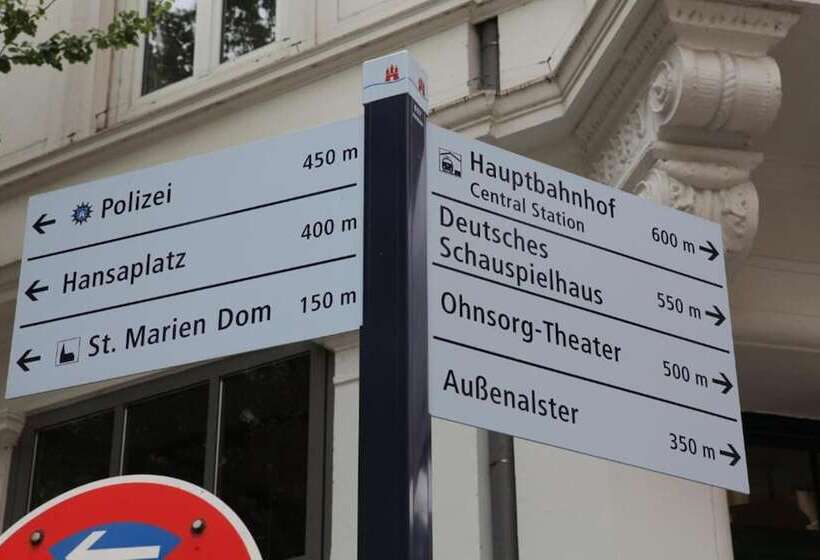 Polizei 450 m
Hansaplatz 400 m
St. Marien Dom 150 m
Hauptbahnhof
Central Station 600 m
Deutsches
Schauspielhaus 550 m
Ohnsorg-Theater 500 m
Außenalster 350 m